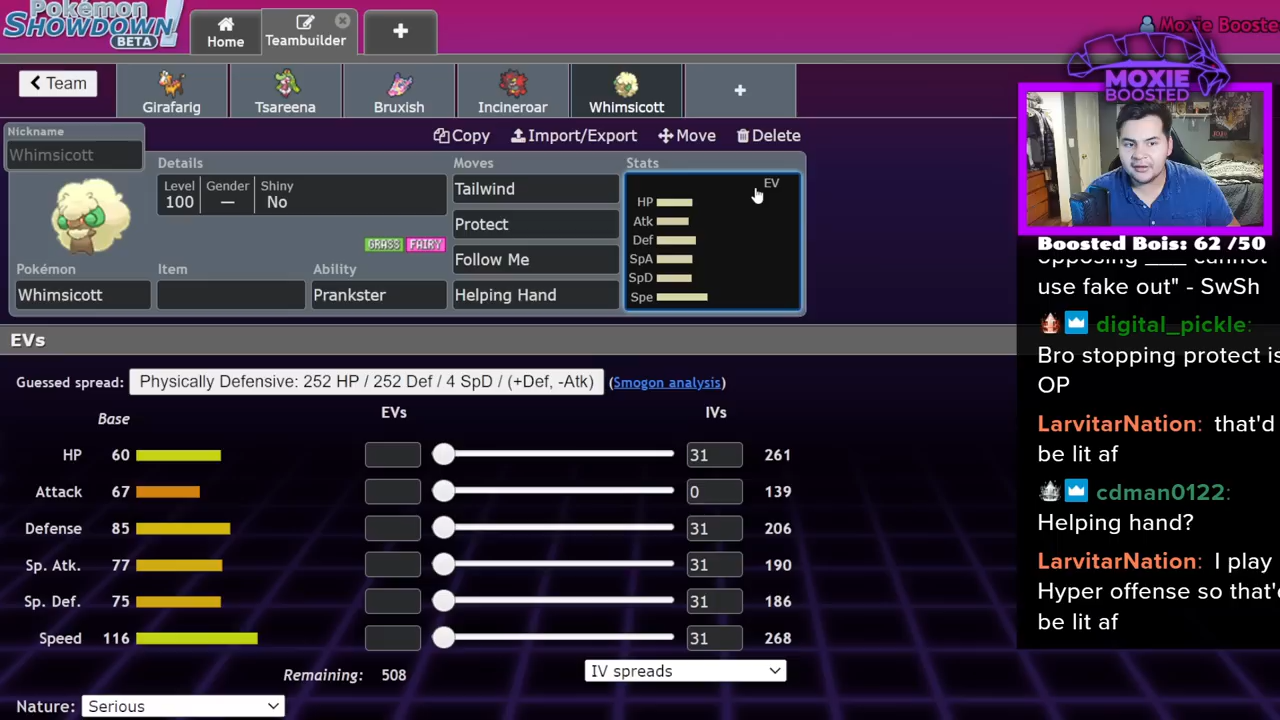 Pokémon
SHOWDOWN!
BETA
Home
Teambuilder
Moxie Booste
Team
Girafarig
Tsareena
Bruxish
Incineroar
Whimsicott
Nickname
Whimsicott
Copy
Import/Export
Move
Delete
Details
Level
100
Gender
—
Shiny
No
GRASS FAIRY
Pokémon
Whimsicott
Item
Ability
Prankster
Moves
Tailwind
Protect
Follow Me
Helping Hand
Stats
EV
HP
Atk
Def
SpA
SpD
Spe
EVs
Guessed spread: Physically Defensive: 252 HP / 252 Def / 4 SpD / (+Def, -Atk) (Smogon analysis)
Base EVs IVs
HP 60 31 261
Attack 67 0 139
Defense 85 31 206
Sp. Atk. 77 31 190
Sp. Def. 75 31 186
Speed 116 31 268
Remaining: 508
IV spreads
Nature: Serious
MOXIE
BOOSTED
Boosted Bois: 62 /50
opposing ____ cannot
use fake out" - SwSh
digital_pickle:
Bro stopping protect is
OP
LarvitarNation: that'd
be lit af
cdman0122:
Helping hand?
LarvitarNation: I play
Hyper offense so that'd
be lit af